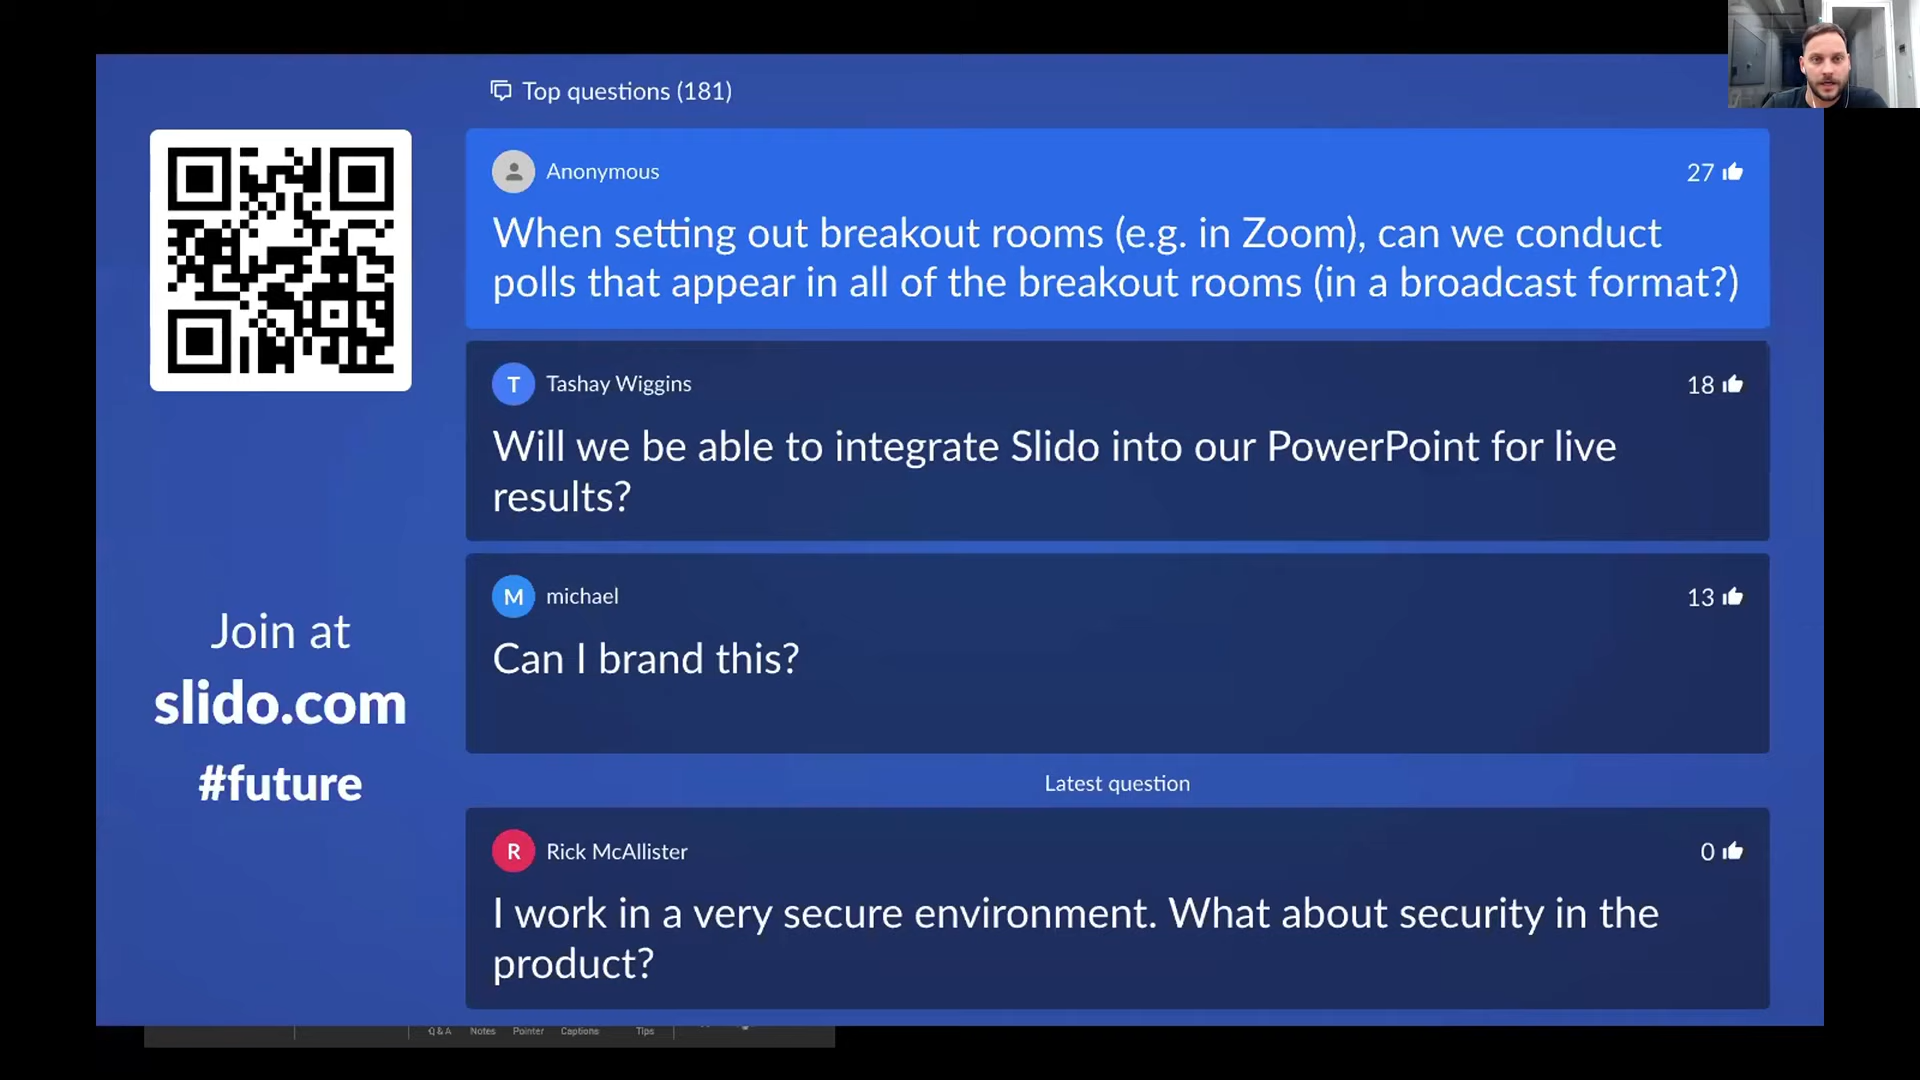 Top questions (181)
Anonymous
27
When setting out breakout rooms (e.g. in Zoom), can we conduct
polls that appear in all of the breakout rooms (in a broadcast format?)
T
Tashay Wiggins
18
Will we be able to integrate Slido into our PowerPoint for live
results?
M
michael
13
Can I brand this?
Join at
slido.com
#future
Latest question
R
Rick McAllister
0
I work in a very secure environment. What about security in the
product?
Q&A Notes Pointer Captions Tips